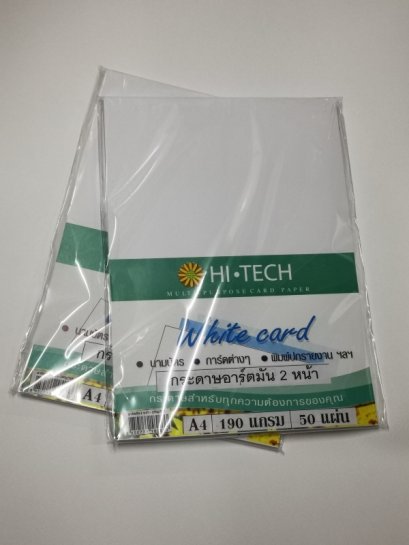 HI•TECH
MULTI-PURPOSE CARD PAPER
White card
• นามบัตร • การ์ดต่างๆ • พิมพ์ปกรายงาน ฯลฯ
กระดาษอาร์ตมัน 2 หน้า
กระดาษสำหรับทุกความต้องการของคุณ
A4 190 แกรม 50 แผ่น
A4